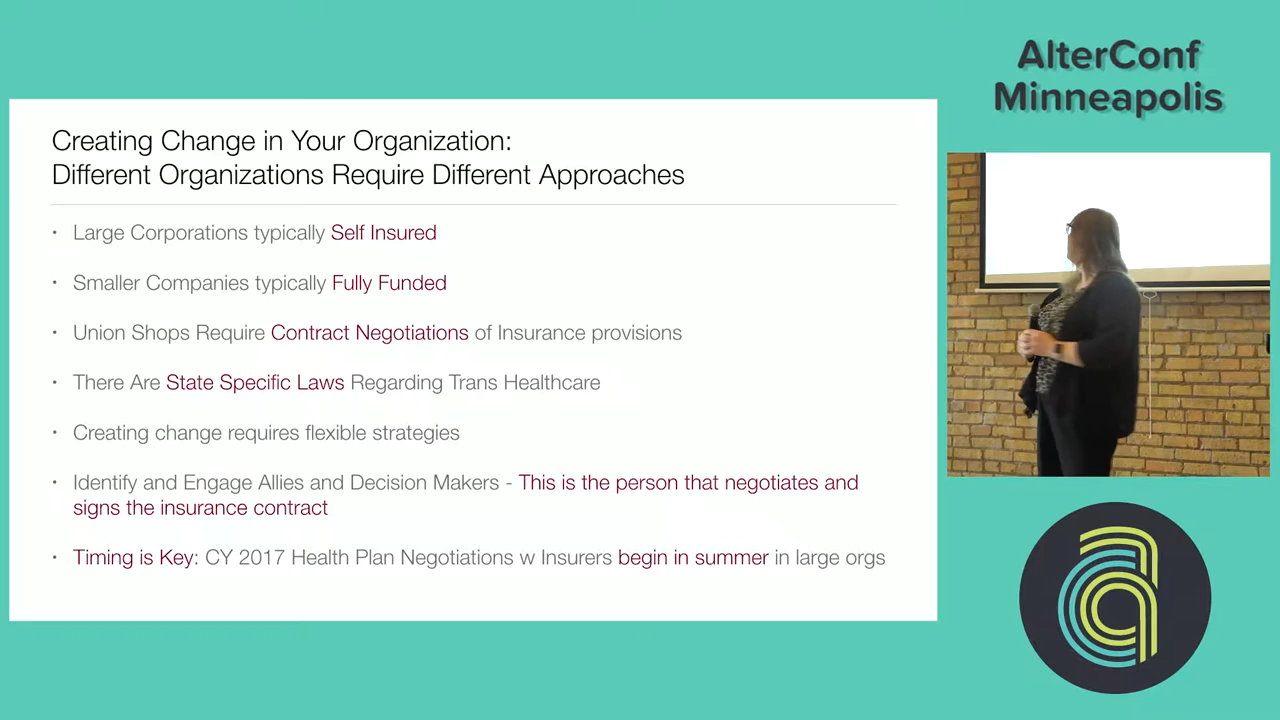 AlterConf
Minneapolis
Creating Change in Your Organization:
Different Organizations Require Different Approaches
• Large Corporations typically Self Insured
• Smaller Companies typically Fully Funded
• Union Shops Require Contract Negotiations of Insurance provisions
• There Are State Specific Laws Regarding Trans Healthcare
• Creating change requires flexible strategies
• Identify and Engage Allies and Decision Makers - This is the person that negotiates and
signs the insurance contract
• Timing is Key: CY 2017 Health Plan Negotiations w Insurers begin in summer in large orgs